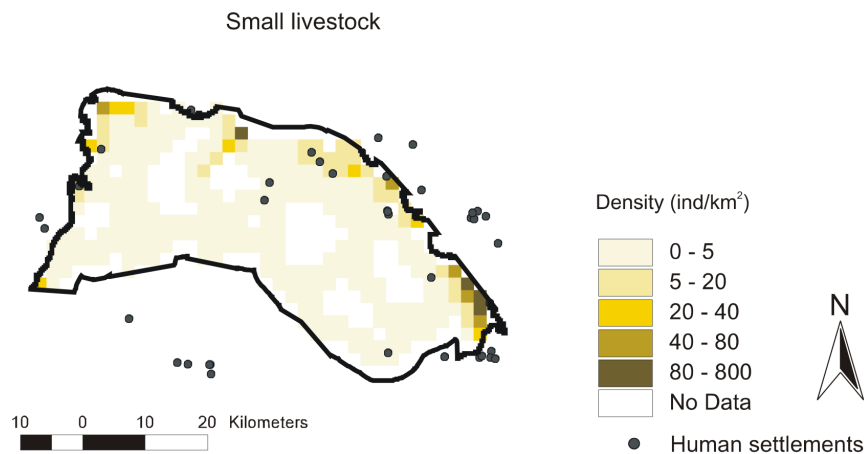 Small livestock
Density (ind/km²)
0 - 5
5 - 20
20 - 40
40 - 80
80 - 800
No Data
Human settlements
N
10 0 10 20 Kilometers